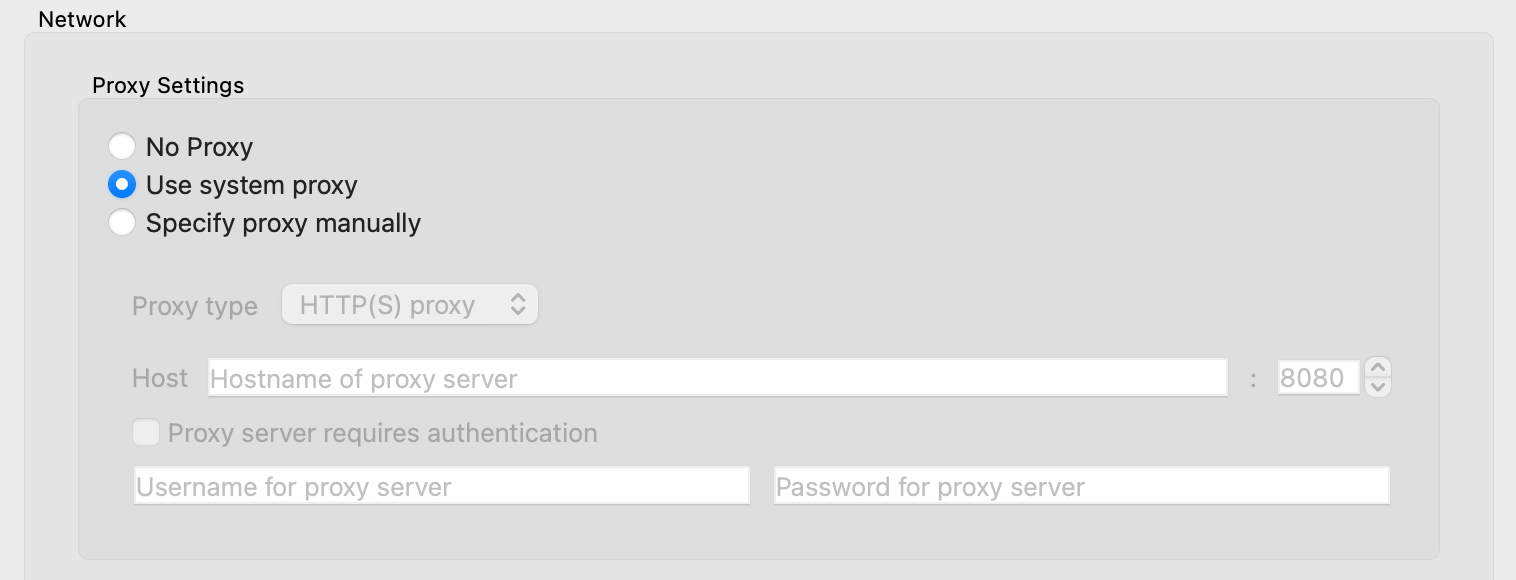 Network
Proxy Settings
No Proxy
Use system proxy
Specify proxy manually
Proxy type HTTP(S) proxy
Host Hostname of proxy server : 8080
Proxy server requires authentication
Username for proxy server Password for proxy server